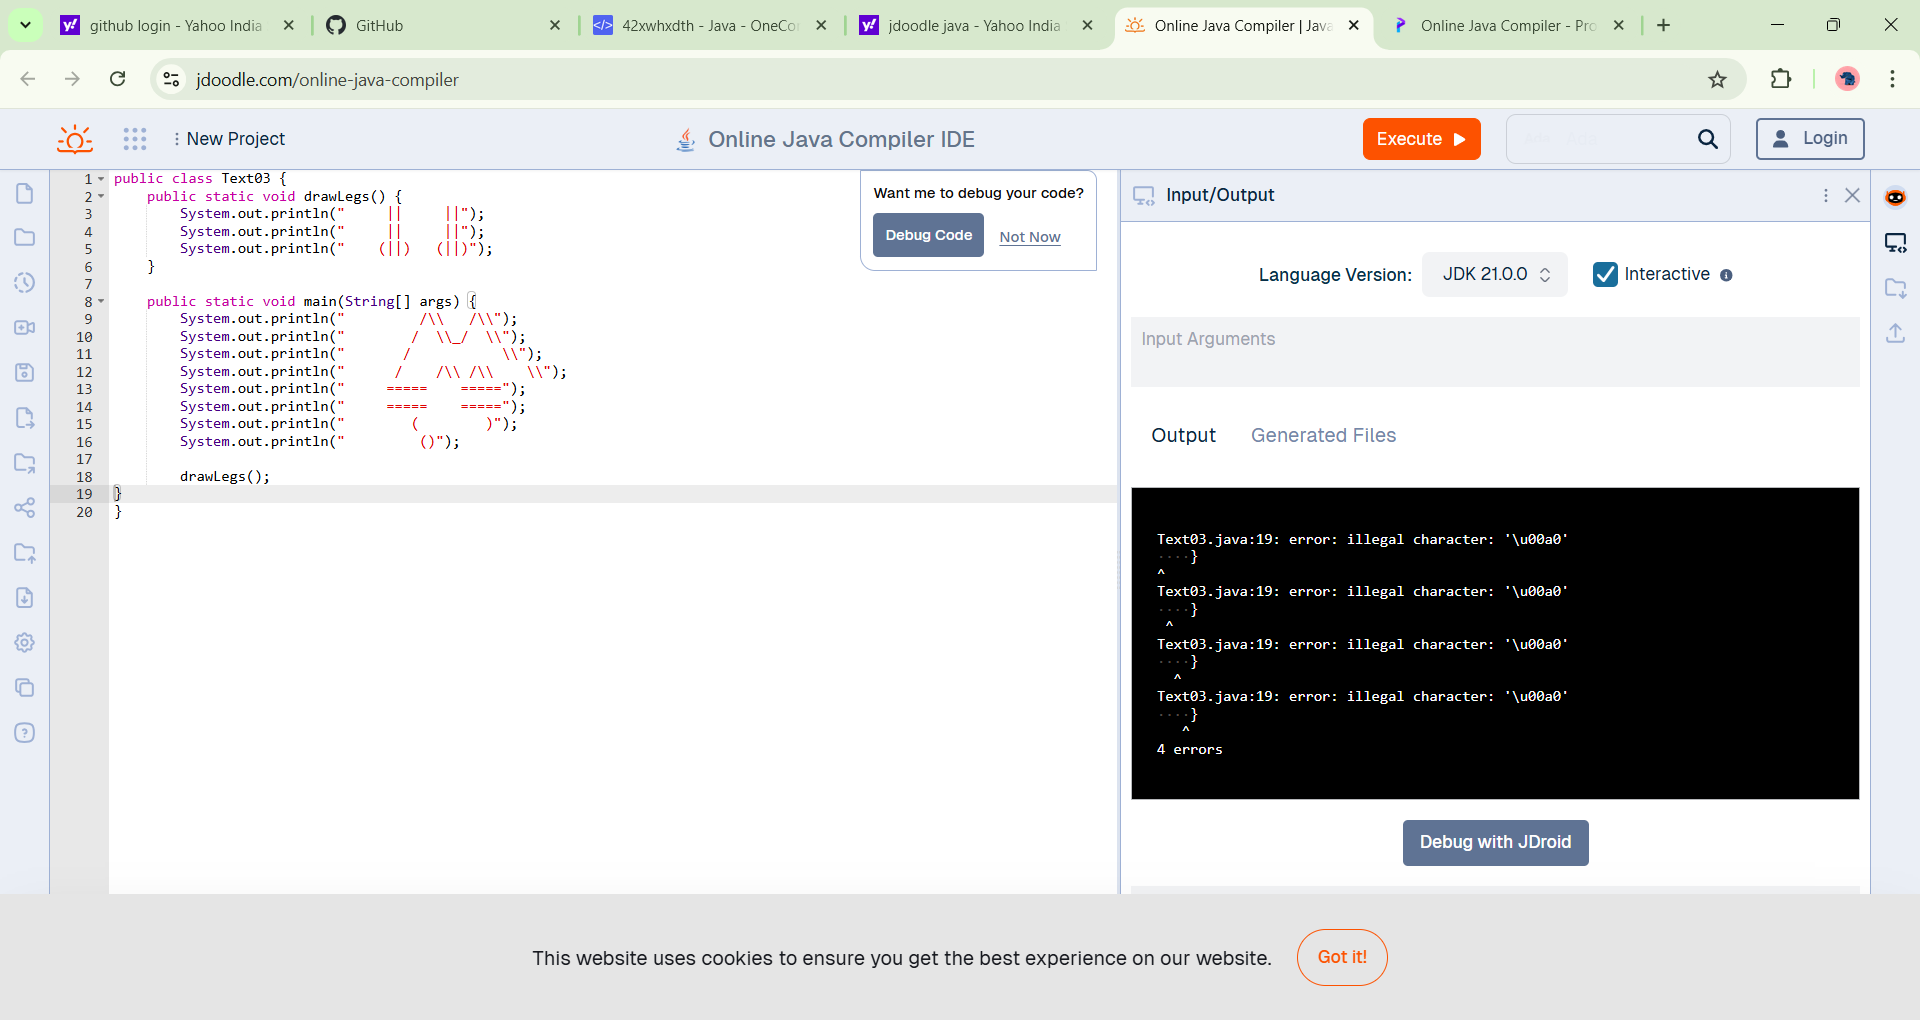 github login - Yahoo India
GitHub
42xwhxdth - Java - OneCo
jdoodle java - Yahoo India
Online Java Compiler | Java
Online Java Compiler - Pro
jdoodle.com/online-java-compiler
New Project
Online Java Compiler IDE
Execute
Login
1 public class Text03 {
2     public static void drawLegs() {
3         System.out.println("     ||     ||");
4         System.out.println("     ||     ||");
5         System.out.println("    (||)   (||)");
6     }
7
8     public static void main(String[] args) {
9         System.out.println("         /\\   /\\");
10         System.out.println("        /  \\_/  \\");
11         System.out.println("       /           \\");
12         System.out.println("      /    /\\ /\\    \\");
13         System.out.println("     =====    =====");
14         System.out.println("     =====    =====");
15         System.out.println("        (        )");
16         System.out.println("         ()");
17
18         drawLegs();
19 }
20 }
Want me to debug your code?
Debug Code
Not Now
Input/Output
Language Version:
JDK 21.0.0
Interactive
Input Arguments
Output
Generated Files
Text03.java:19: error: illegal character: '\u00a0'
····}
^
Text03.java:19: error: illegal character: '\u00a0'
····}
 ^
Text03.java:19: error: illegal character: '\u00a0'
····}
  ^
Text03.java:19: error: illegal character: '\u00a0'
····}
   ^
4 errors
Debug with JDroid
This website uses cookies to ensure you get the best experience on our website.
Got it!